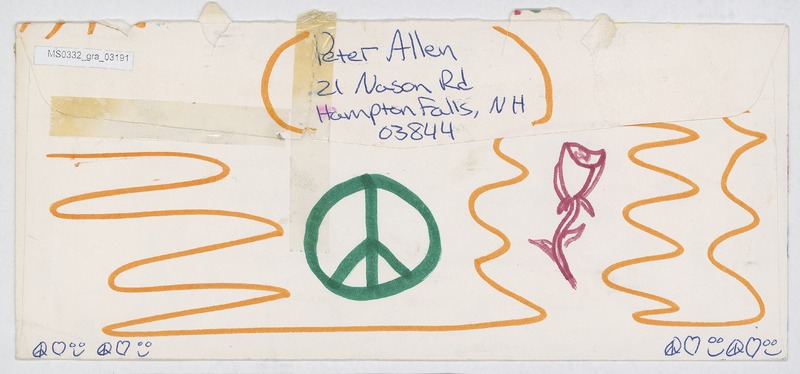 MS0332_gra_03191
Peter Allen
21 Nason Rd
Hampton Falls, NH
03844